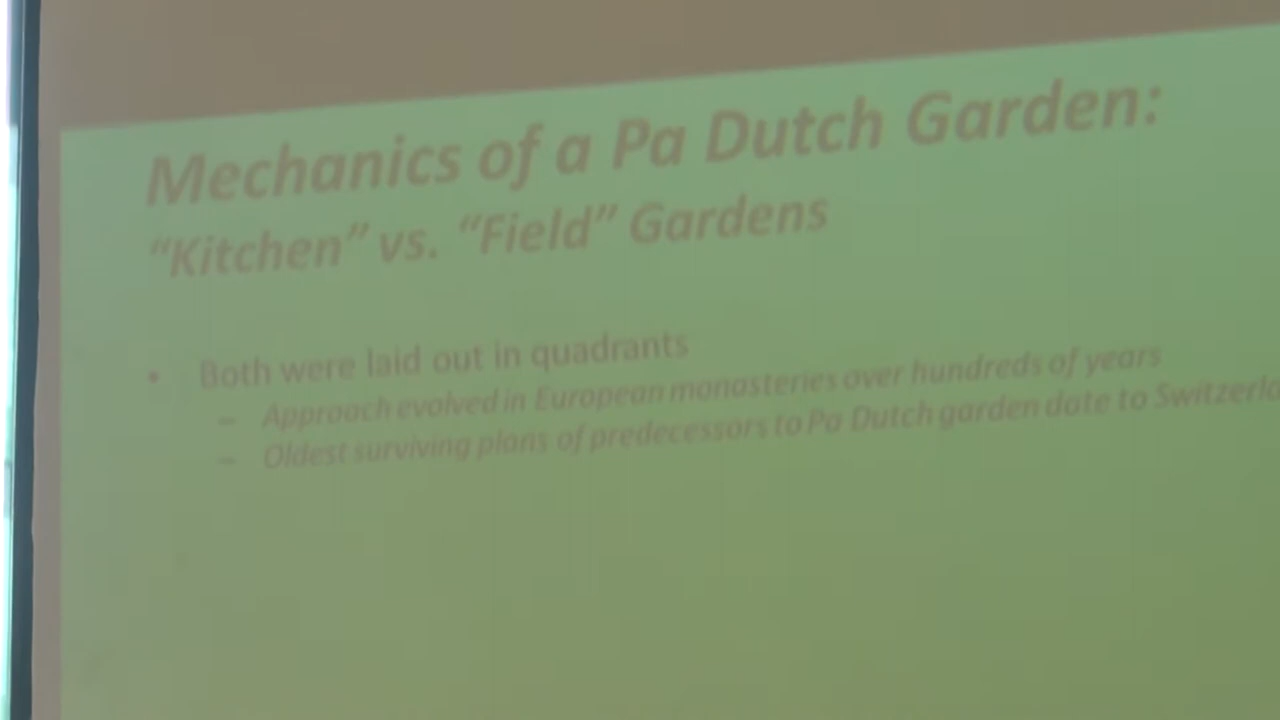 Mechanics of a Pa Dutch Garden:
“Kitchen” vs. “Field” Gardens
• Both were laid out in quadrants
– Approach evolved in European monasteries over hundreds of years
– Oldest surviving plans of predecessors to Pa Dutch garden date to